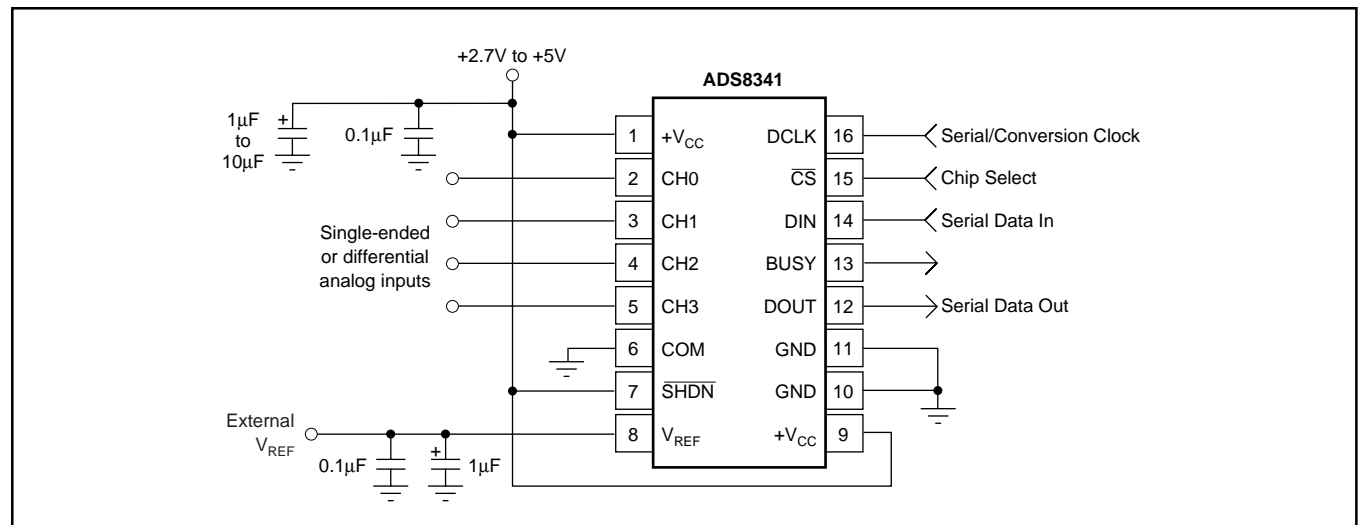 +2.7V to +5V
ADS8341
1µF
to
10µF
+
0.1µF
1 +VCC
2 CH0
3 CH1
4 CH2
5 CH3
6 COM
7 SHDN
8 VREF
DCLK 16
CS 15
DIN 14
BUSY 13
DOUT 12
GND 11
GND 10
+VCC 9
Serial/Conversion Clock
Chip Select
Serial Data In
Serial Data Out
Single-ended
or differential
analog inputs
External
VREF
0.1µF
+
1µF